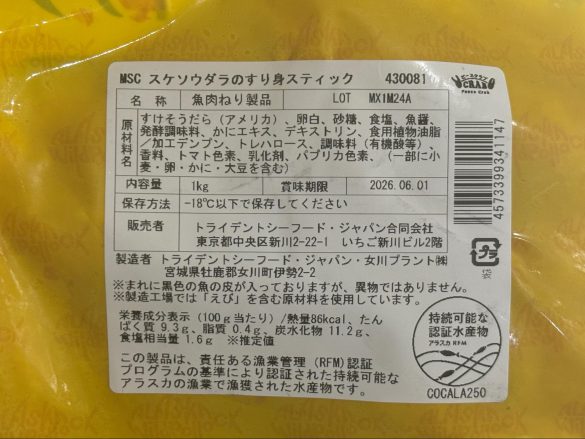 MSC スケソウダラのすり身スティック 430081
CRAB
名称 魚肉ねり製品 LOT MX1M24A
原材料名 すけそうだら（アメリカ）、卵白、砂糖、食塩、魚醤、
発酵調味料、かにエキス、デキストリン、食用植物油脂
/加工デンプン、トレハロース、調味料（有機酸等）、
香料、トマト色素、乳化剤、パプリカ色素、（一部に小
麦・卵・かに・大豆を含む）
内容量 1kg 賞味期限 2026.06.01
保存方法 -18℃以下で保存してください
販売者 トライデントシーフード・ジャパン合同会社
東京都中央区新川2-22-1 いちご新川ビル2階
4573399341147
プラ
製造者 トライデントシーフード・ジャパン・女川プラント㈱
宮城県牡鹿郡女川町伊勢2-2
※まれに黒色の魚の皮が入っておりますが、異物ではありません。
※製造工場では「えび」を含む原材料を使用しています。
栄養成分表示（100g当たり）/熱量86kcal、たん
ぱく質 9.3g、脂質 0.4g、炭水化物 11.2g、
食塩相当量 1.6g ※推定値
この製品は、責任ある漁業管理（RFM）認証
プログラムの基準により認証された持続可能な
アラスカの漁業で漁獲された水産物です。
持続可能な
認証水産物
アラスカ RFM
COCALA250